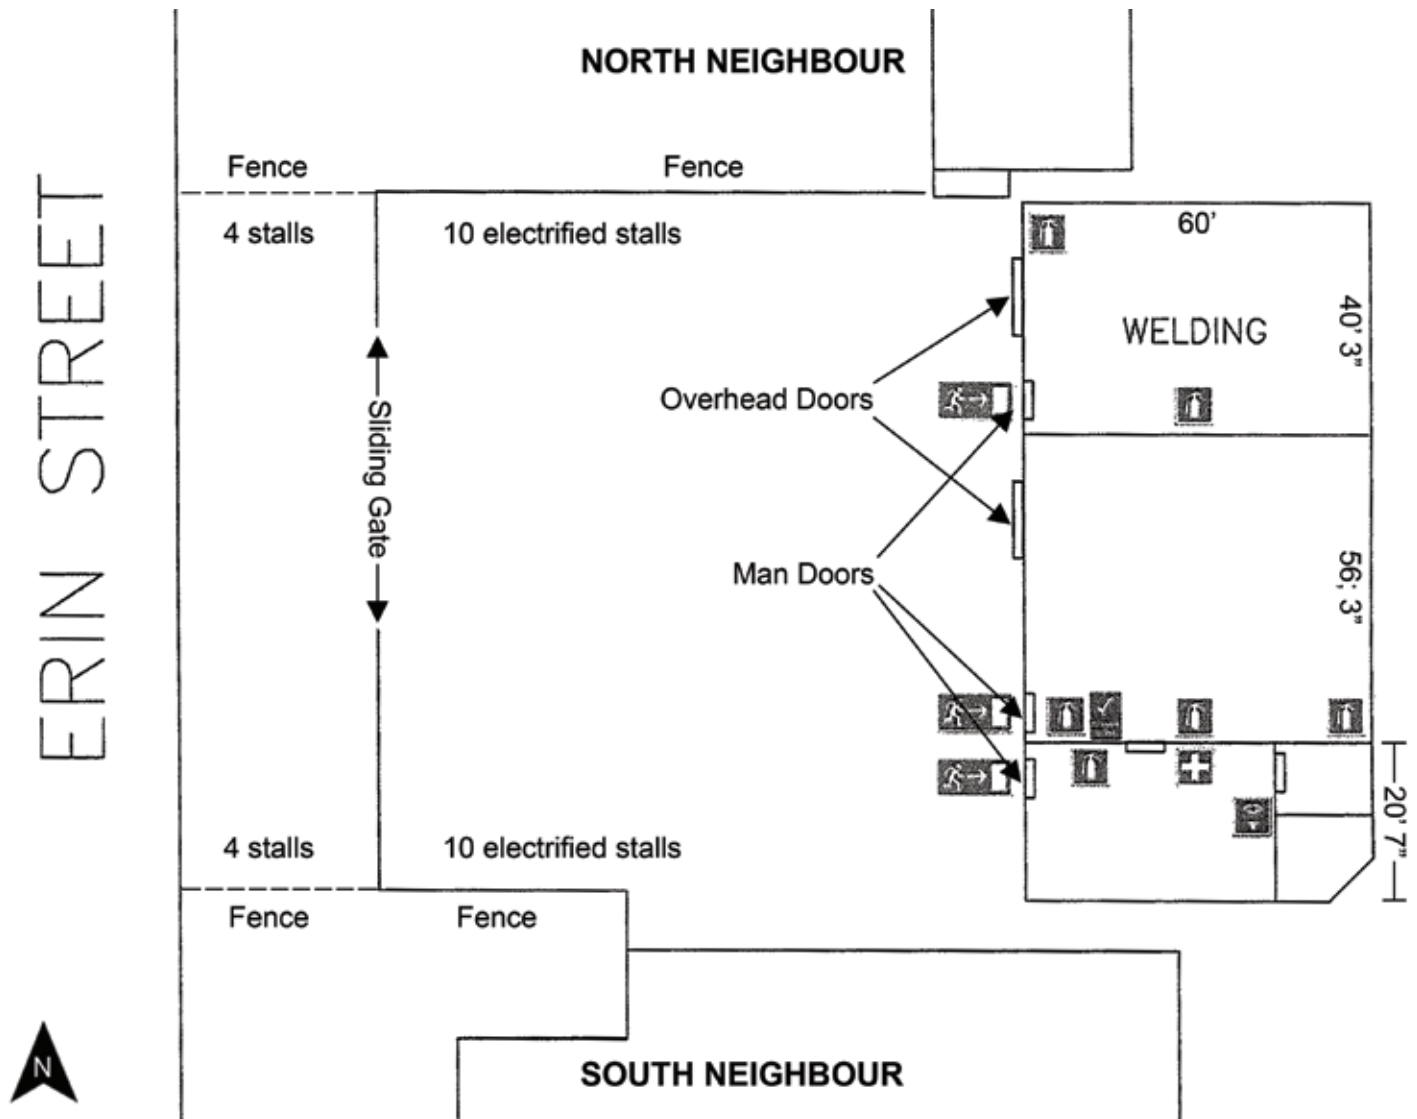 NORTH NEIGHBOUR
Fence
Fence
4 stalls
10 electrified stalls
60'
WELDING
40' 3"
ERIN STREET
Sliding Gate
Overhead Doors
Man Doors
56; 3"
20' 7"
4 stalls
10 electrified stalls
Fence
Fence
N
SOUTH NEIGHBOUR